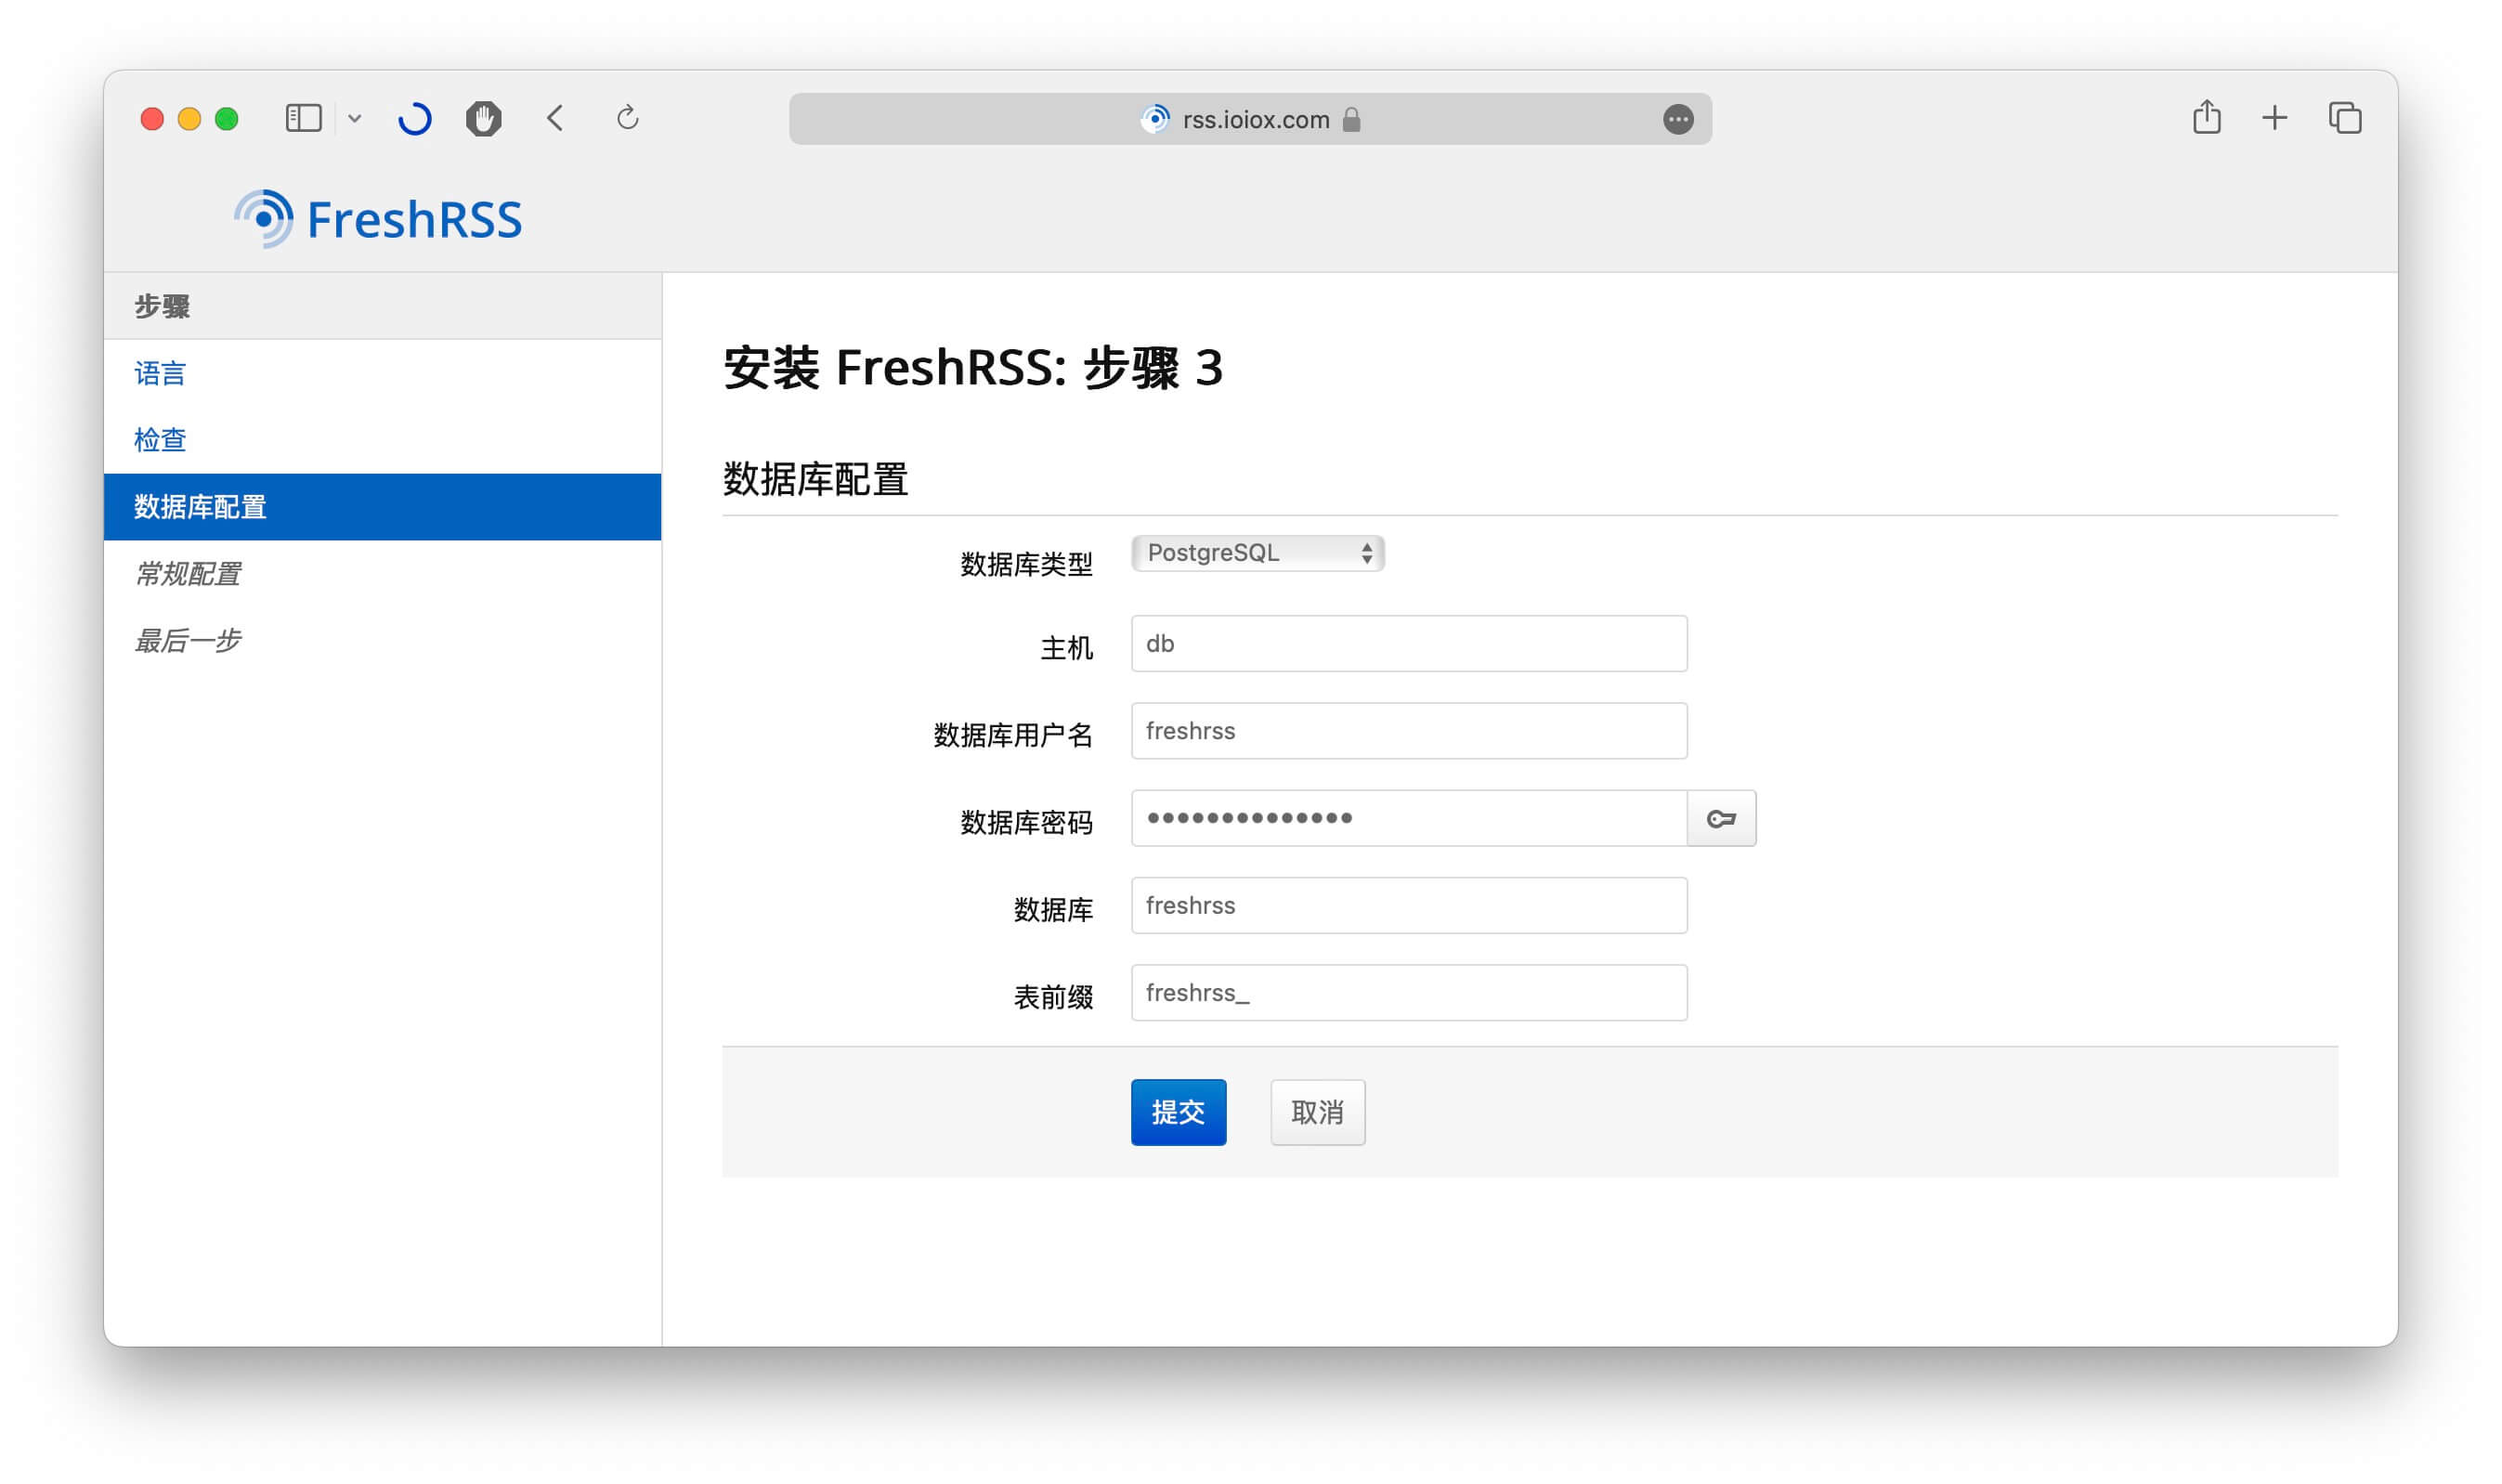 rss.ioiox.com
FreshRSS
步骤
语言
检查
数据库配置
常规配置
最后一步
安装 FreshRSS: 步骤 3
数据库配置
数据库类型 PostgreSQL
主机 db
数据库用户名 freshrss
数据库密码 ••••••••••••••
数据库 freshrss
表前缀 freshrss_
提交 取消